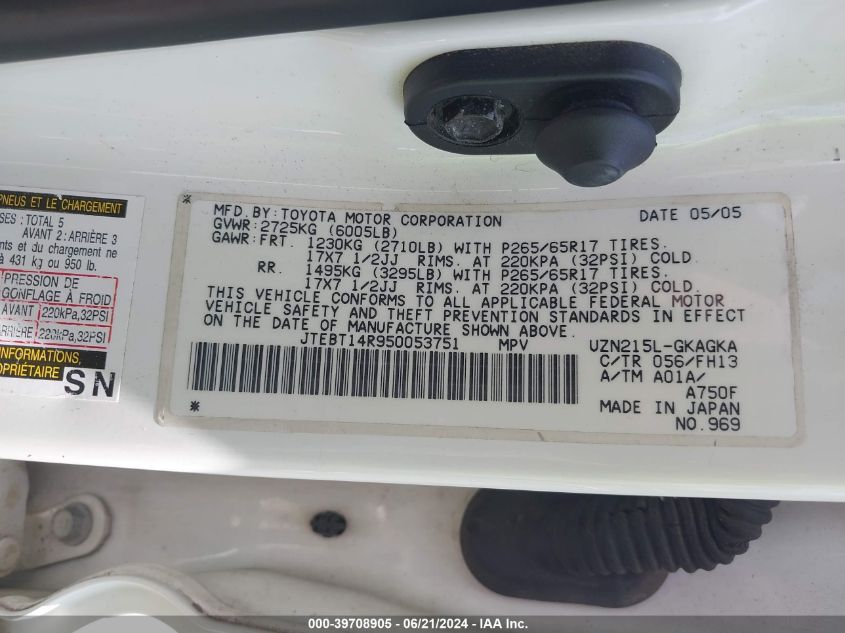 PNEUS ET LE CHARGEMENT
SES : TOTAL 5
AVANT 2 : ARRIÈRE 3
ents et du chargement ne
à 431 kg ou 950 lb.
PRESSION DE
GONFLAGE À FROID
AVANT 220kPa,32PSI
ARRIÈRE 220kPa,32PSI
INFORMATIONS
PROPRIÉTAIRE
SN
MFD.BY:TOYOTA MOTOR CORPORATION DATE 05/05
GVWR:2725KG (6005LB)
GAWR:FRT. 1230KG (2710LB) WITH P265/65R17 TIRES.
17X7 1/2JJ RIMS. AT 220KPA (32PSI) COLD.
RR. 1495KG (3295LB) WITH P265/65R17 TIRES.
17X7 1/2JJ RIMS. AT 220KPA (32PSI) COLD.
THIS VEHICLE CONFORMS TO ALL APPLICABLE FEDERAL MOTOR
VEHICLE SAFETY AND THEFT PREVENTION STANDARDS IN EFFECT
ON THE DATE OF MANUFACTURE SHOWN ABOVE.
JTEBT14R950053751 MPV UZN215L-GKAGKA
C/TR 056/FH13
A/TM A01A/
A750F
MADE IN JAPAN
NO.969
000-39708905 - 06/21/2024 - IAA Inc.